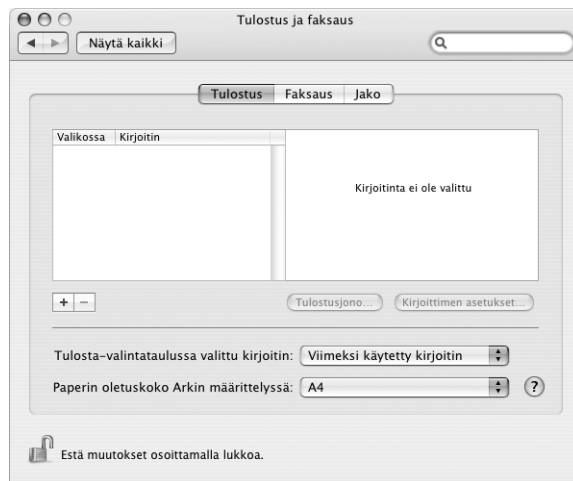 Tulostus ja faksaus
Näytä kaikki
Tulostus Faksaus Jako
Valikossa Kirjoitin
Kirjoitinta ei ole valittu
+ −
Tulostusjono... Kirjoittimen asetukset...
Tulosta-valintataulussa valittu kirjoitin: Viimeksi käytetty kirjoitin
Paperin oletuskoko Arkin määrittelyssä: A4 ?
Estä muutokset osoittamalla lukkoa.